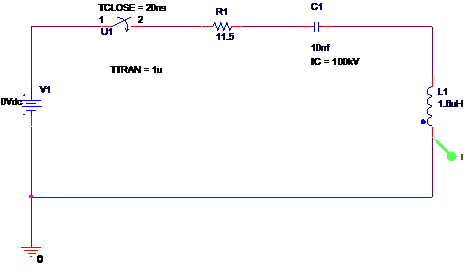 TCLOSE = 20ns
1
2
U1
R1
11.5
C1
10nf
IC = 100kV
TTRAN = 1u
V1
0Vdc
L1
1.8uH
I
0